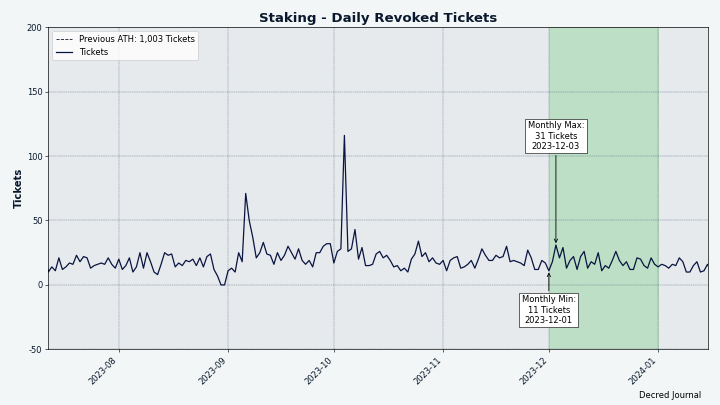 Staking - Daily Revoked Tickets
Previous ATH: 1,003 Tickets
Tickets
Tickets
200
150
100
50
0
-50
Monthly Max:
31 Tickets
2023-12-03
Monthly Min:
11 Tickets
2023-12-01
2023-08
2023-09
2023-10
2023-11
2023-12
2024-01
Decred Journal